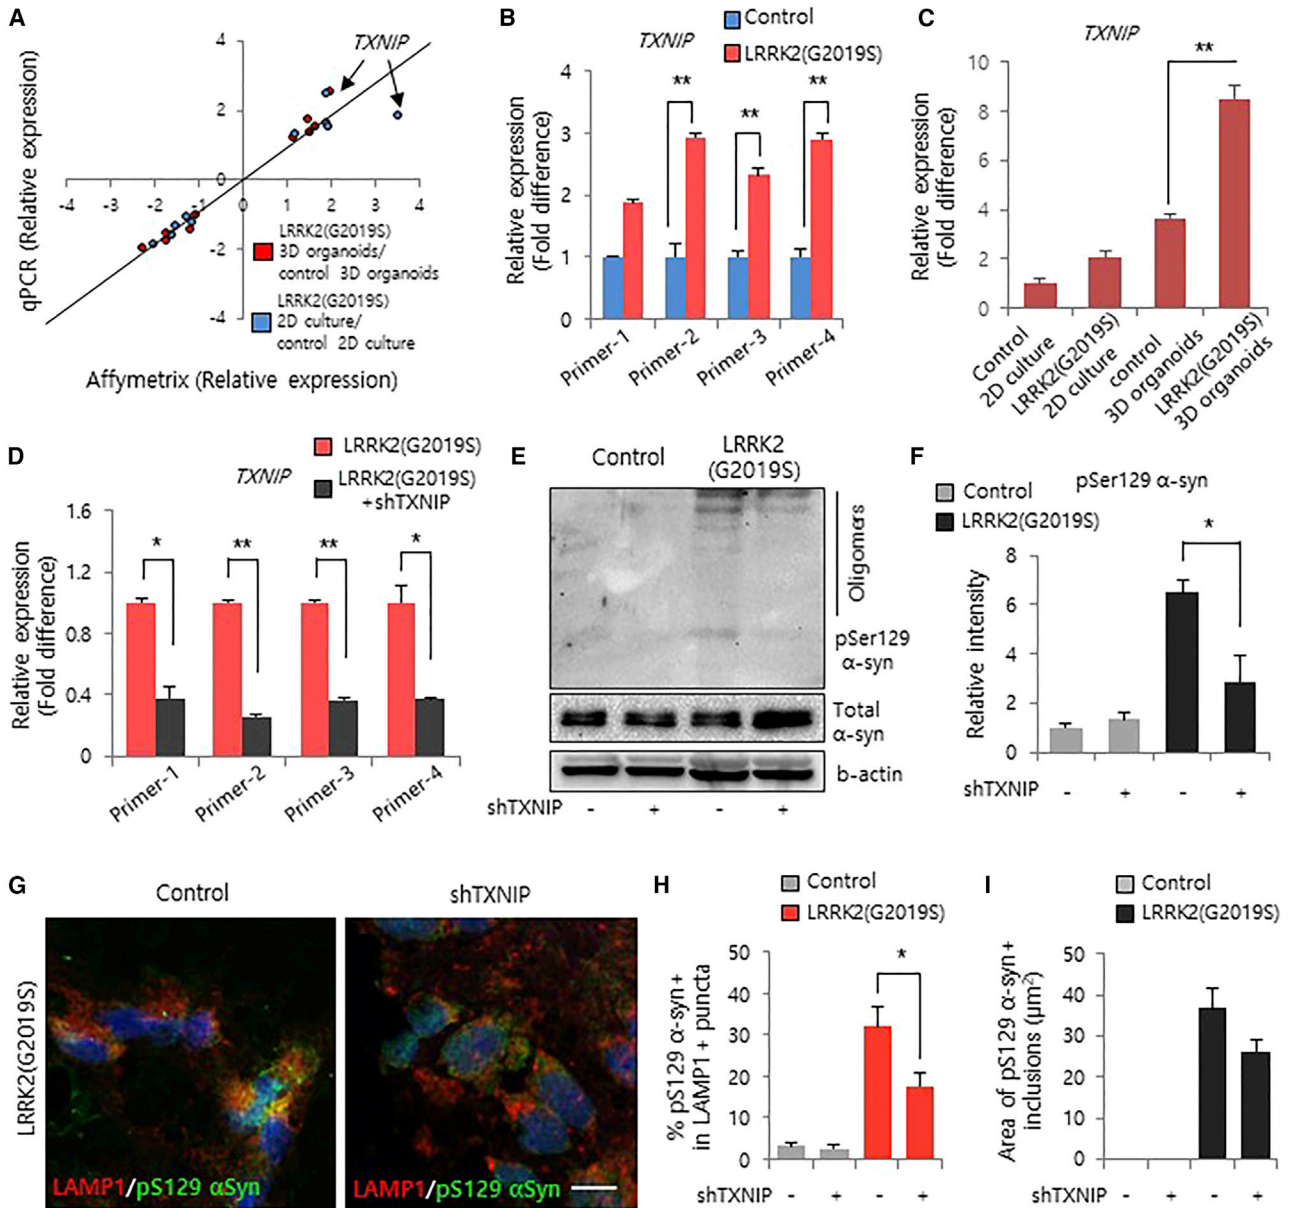 A
qPCR (Relative expression)
4
2
0
-2
-4
-4 -3 -2 -1 0 1 2 3 4
TXNIP
LRRK2(G2019S)
3D organoids/
control 3D organoids
LRRK2(G2019S)
2D culture/
control 2D culture
Affymetrix (Relative expression)
B
Control
LRRK2(G2019S)
TXNIP
Relative expression
(Fold difference)
4
3
2
1
0
** ** **
Primer-1 Primer-2 Primer-3 Primer-4
C
TXNIP
**
Relative expression
(Fold difference)
10
8
6
4
2
0
Control
2D culture
LRRK2(G2019S)
2D culture
control
3D organoids
LRRK2(G2019S)
3D organoids
D
LRRK2(G2019S)
LRRK2(G2019S)
+shTXNIP
TXNIP
Relative expression
(Fold difference)
1.6
1.2
0.8
0.4
0
* ** ** *
Primer-1 Primer-2 Primer-3 Primer-4
E
Control
LRRK2
(G2019S)
Oligomers
pSer129
α-syn
Total
α-syn
b-actin
shTXNIP - + - +
F
Control
LRRK2(G2019S)
pSer129 α-syn
Relative intensity
8
6
4
2
0
*
shTXNIP - + - +
G
Control shTXNIP
LRRK2(G2019S)
LAMP1/pS129 αSyn
LAMP1/pS129 αSyn
H
Control
LRRK2(G2019S)
% pS129 α-syn+
in LAMP1+ puncta
50
40
30
20
10
0
*
shTXNIP - + - +
I
Control
LRRK2(G2019S)
Area of pS129 α-syn+
inclusions (µm²)
50
40
30
20
10
0
shTXNIP - + - +